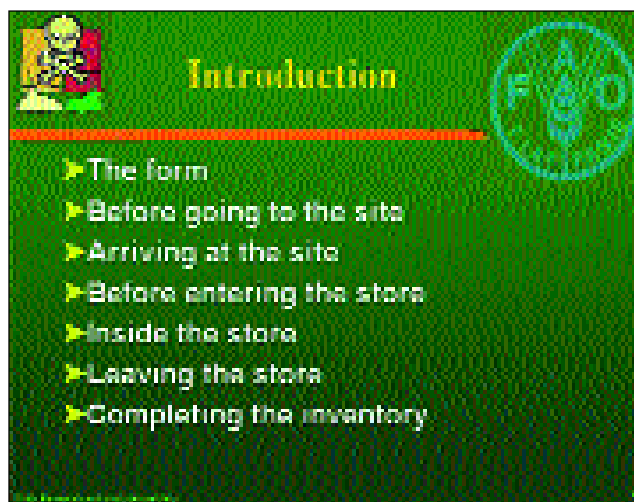 Introduction
F A O
The form
Before going to the site
Arriving at the site
Before entering the store
Inside the store
Leaving the store
Completing the inventory